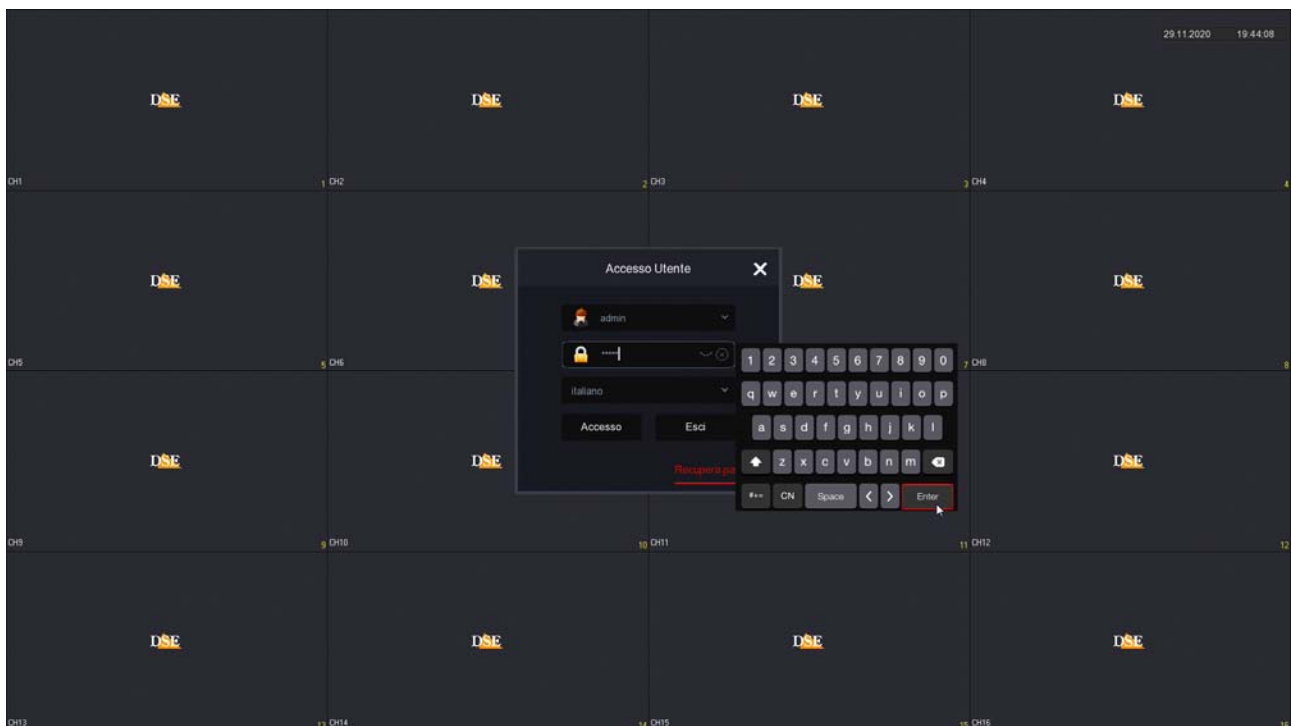 29.11.2020 19:44:08
DSE DSE DSE DSE
CH1 1 CH2 2 CH3 3 CH4 4
Accesso Utente
DSE DSE DSE DSE
admin
CH5 5 CH6 7 CH8 8
1 2 3 4 5 6 7 8 9 0
italiano
q w e r t y u i o p
Accesso Esci
a s d f g h j k l
DSE DSE DSE
Recupera pa
z x c v b n m
#+= CN Space < > Enter
CH9 9 CH10 10 CH11 11 CH12 12
DSE DSE DSE DSE
CH13 13 CH14 14 CH15 15 CH16 16